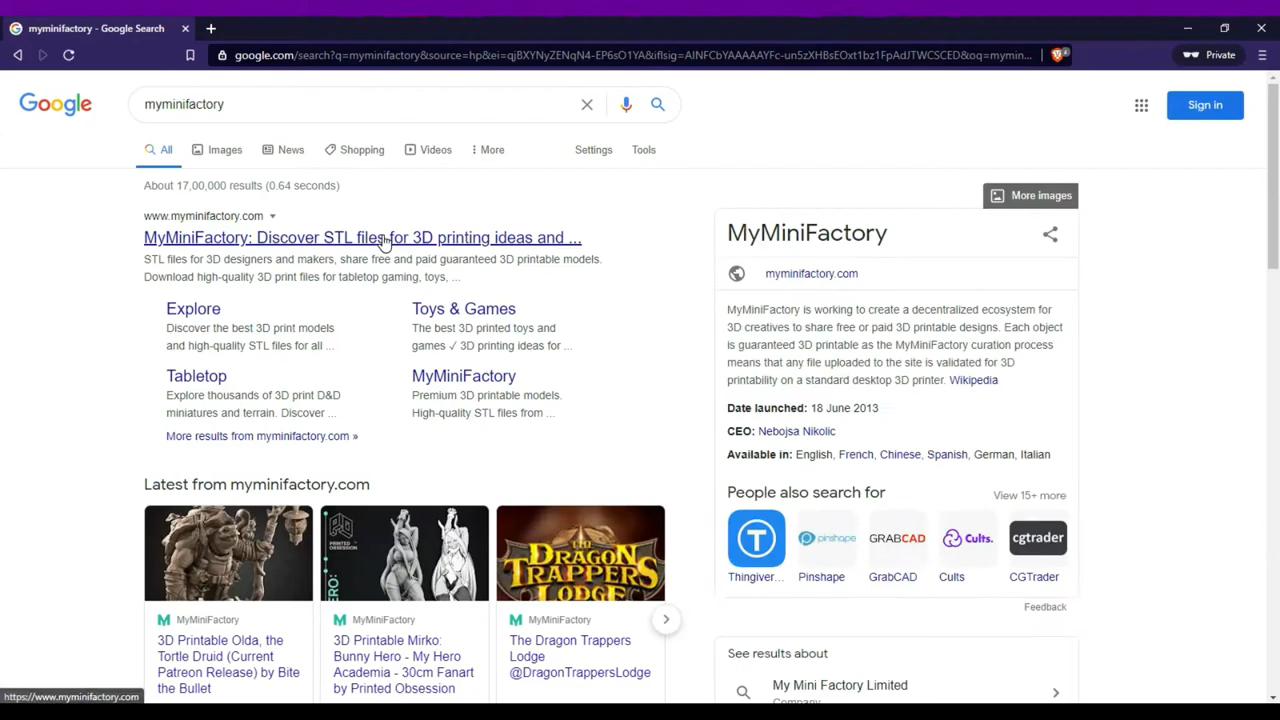 myminifactory - Google Search
google.com/search?q=myminifactory&source=hp&ei=qjBXYNyZENqN4-EP6sO1YA&iflsig=AINFCbYAAAAAYFc-un5zXHBsEOxt1bz1FpAdJTWCSCED&oq=mymin...
Private
Google
myminifactory
Sign in
All
Images
News
Shopping
Videos
More
Settings
Tools
About 17,00,000 results (0.64 seconds)
More images
www.myminifactory.com
MyMiniFactory: Discover STL files for 3D printing ideas and ...
STL files for 3D designers and makers, share free and paid guaranteed 3D printable models.
Download high-quality 3D print files for tabletop gaming, toys, ...
Explore
Discover the best 3D print models
and high-quality STL files for all ...
Toys & Games
The best 3D printed toys and
games ✓ 3D printing ideas for ...
Tabletop
Explore thousands of 3D print D&D
miniatures and terrain. Discover ...
MyMiniFactory
Premium 3D printable models.
High-quality STL files from ...
More results from myminifactory.com »
Latest from myminifactory.com
PRINTED
OBSESSION
THE
DRAGON
TRAPPERS
LODGE
MyMiniFactory
3D Printable Olda, the
Tortle Druid (Current
Patreon Release) by Bite
the Bullet
MyMiniFactory
3D Printable Mirko:
Bunny Hero - My Hero
Academia - 30cm Fanart
by Printed Obsession
MyMiniFactory
The Dragon Trappers
Lodge
@DragonTrappersLodge
MyMiniFactory
myminifactory.com
MyMiniFactory is working to create a decentralized ecosystem for
3D creatives to share free or paid 3D printable designs. Each object
is guaranteed 3D printable as the MyMiniFactory curation process
means that any file uploaded to the site is validated for 3D
printability on a standard desktop 3D printer. Wikipedia
Date launched: 18 June 2013
CEO: Nebojsa Nikolic
Available in: English, French, Chinese, Spanish, German, Italian
People also search for
View 15+ more
T
pinshape
GRABCAD
Cults.
cgtrader
Thingiver...
Pinshape
GrabCAD
Cults
CGTrader
Feedback
See results about
My Mini Factory Limited
Company
https://www.myminifactory.com